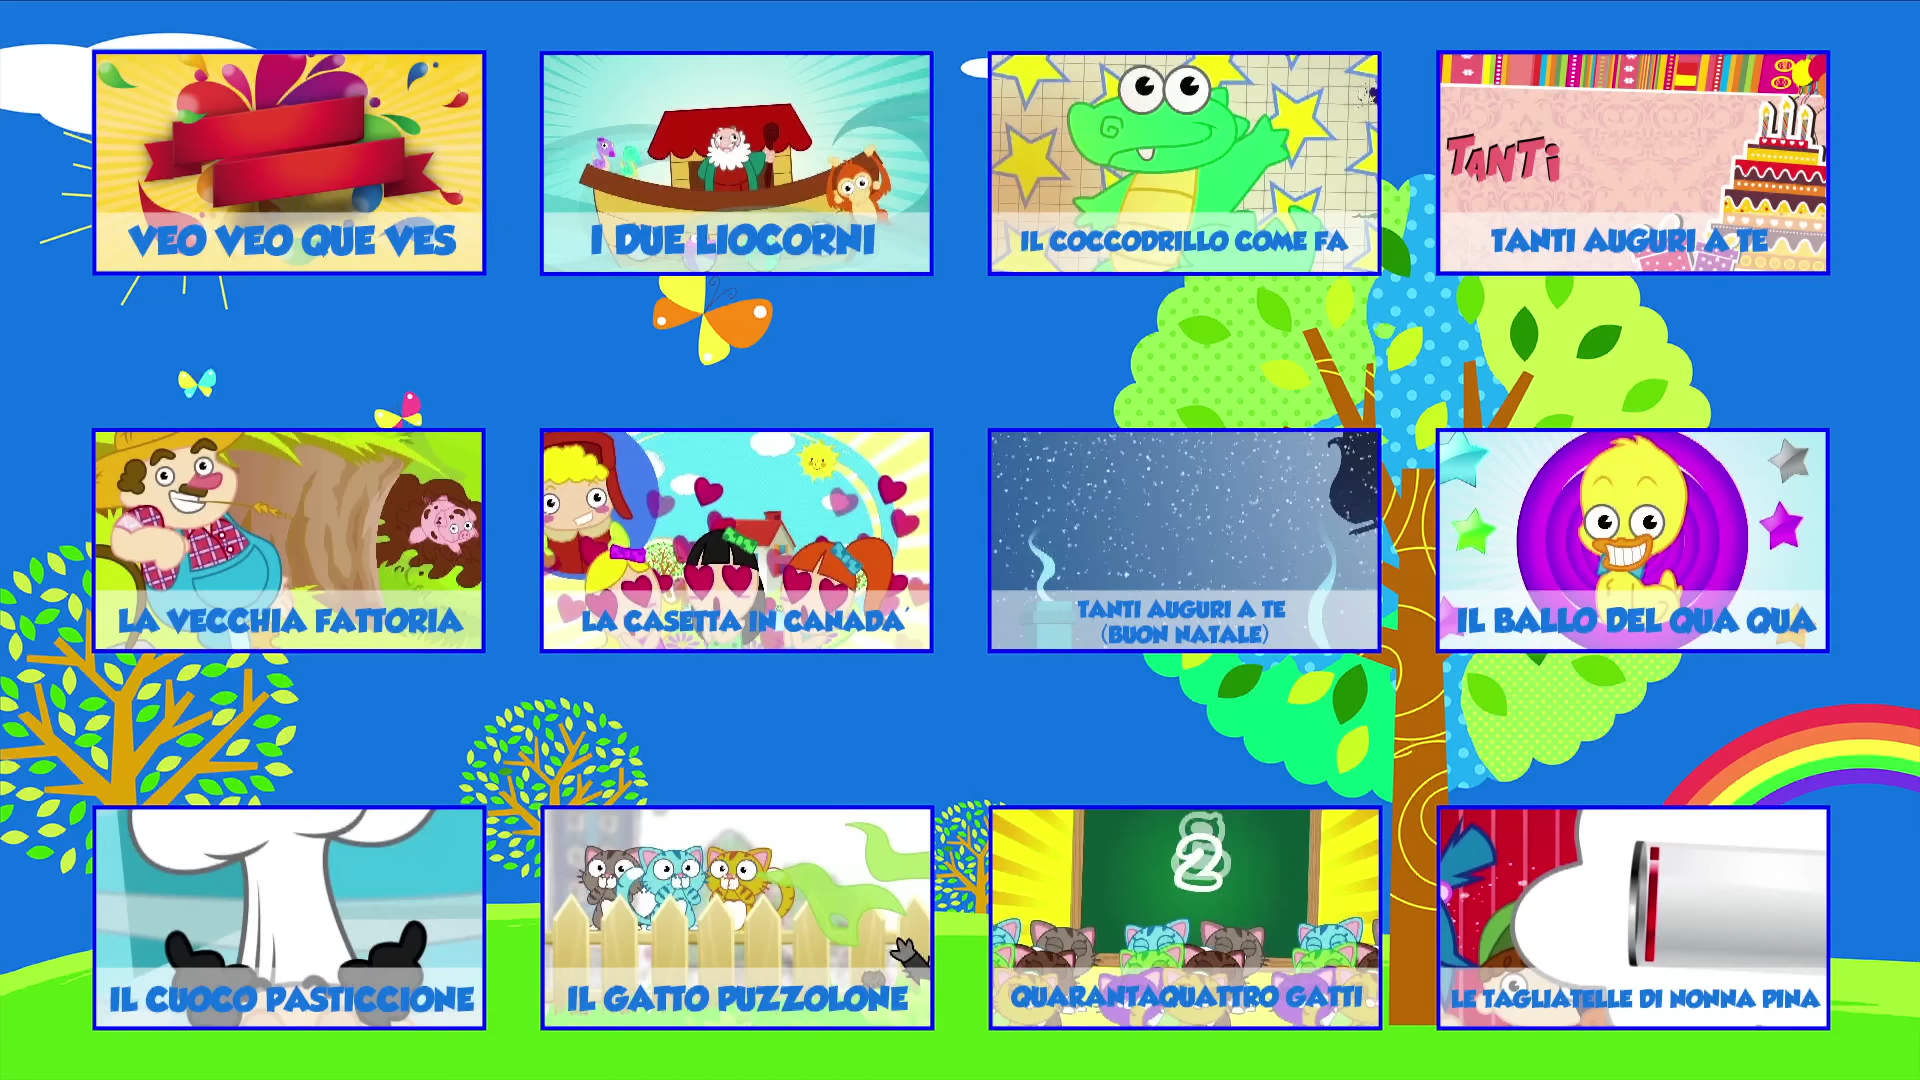 VEO VEO QUE VES
I DUE LIOCORNI
IL COCCODRILLO COME FA
TANTi
TANTI AUGURI A TE
LA VECCHIA FATTORIA
LA CASETTA IN CANADA'
TANTI AUGURI A TE
(BUON NATALE)
IL BALLO DEL QUA QUA
IL CUOCO PASTICCIONE
IL GATTO PUZZOLONE
2
QUARANTAQUATTRO GATTI
LE TAGLIATELLE DI NONNA PINA